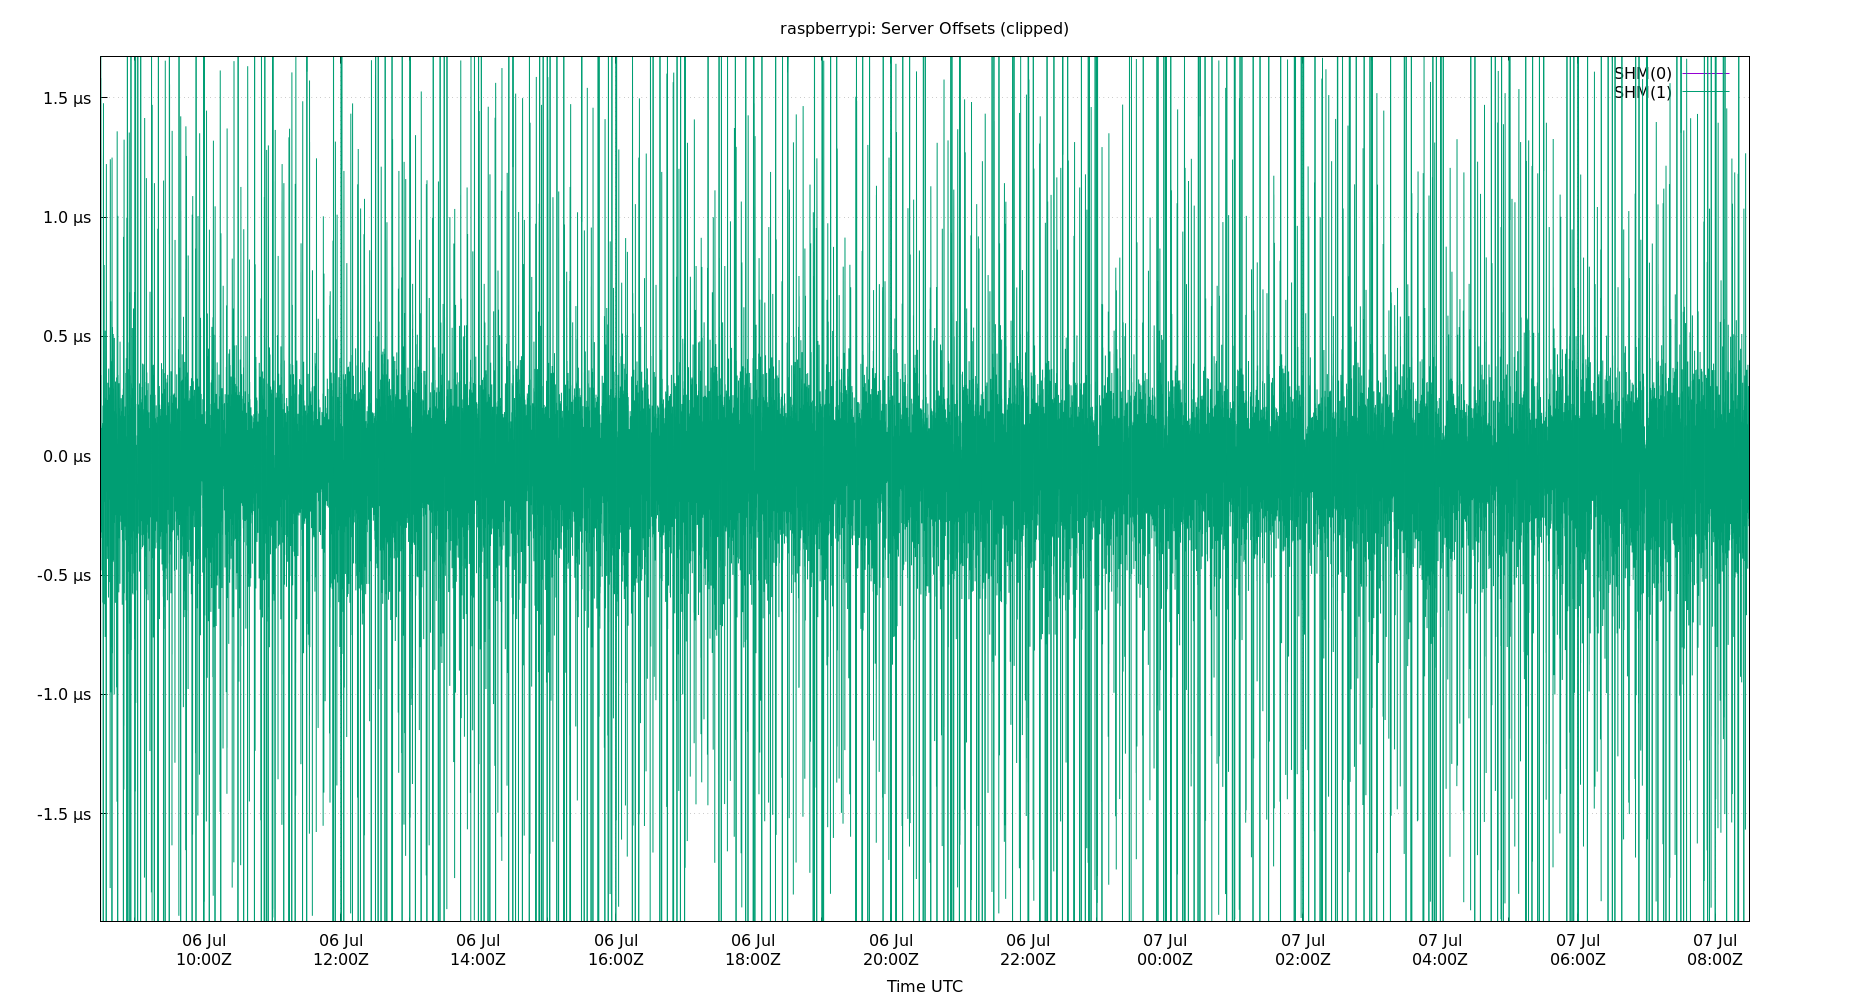 raspberrypi: Server Offsets (clipped)
SHM(0)
SHM(1)
1.5 µs
1.0 µs
0.5 µs
0.0 µs
-0.5 µs
-1.0 µs
-1.5 µs
06 Jul 06 Jul 06 Jul 06 Jul 06 Jul 06 Jul 06 Jul 07 Jul 07 Jul 07 Jul 07 Jul 07 Jul
10:00Z 12:00Z 14:00Z 16:00Z 18:00Z 20:00Z 22:00Z 00:00Z 02:00Z 04:00Z 06:00Z 08:00Z
Time UTC